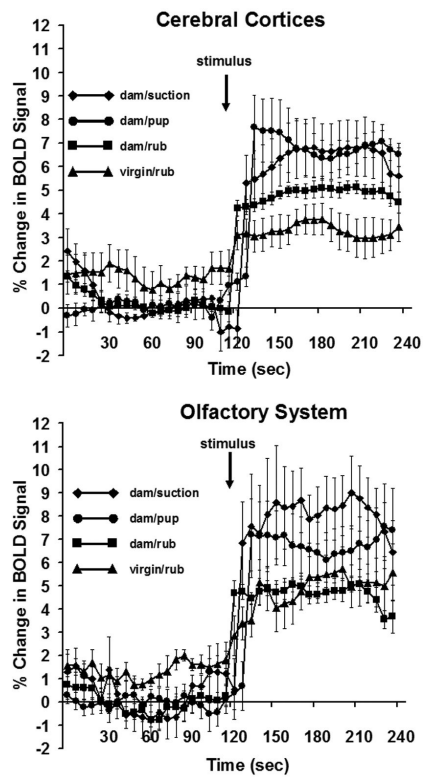 Cerebral Cortices
stimulus
dam/suction
dam/pup
dam/rub
virgin/rub
% Change in BOLD Signal
12
11
10
9
8
7
6
5
4
3
2
1
0
-1
-2
30 60 90 120 150 180 210 240
Time (sec)
Olfactory System
stimulus
dam/suction
dam/pup
dam/rub
virgin/rub
% Change in BOLD Signal
12
11
10
9
8
7
6
5
4
3
2
1
0
-1
-2
30 60 90 120 150 180 210 240
Time (sec)